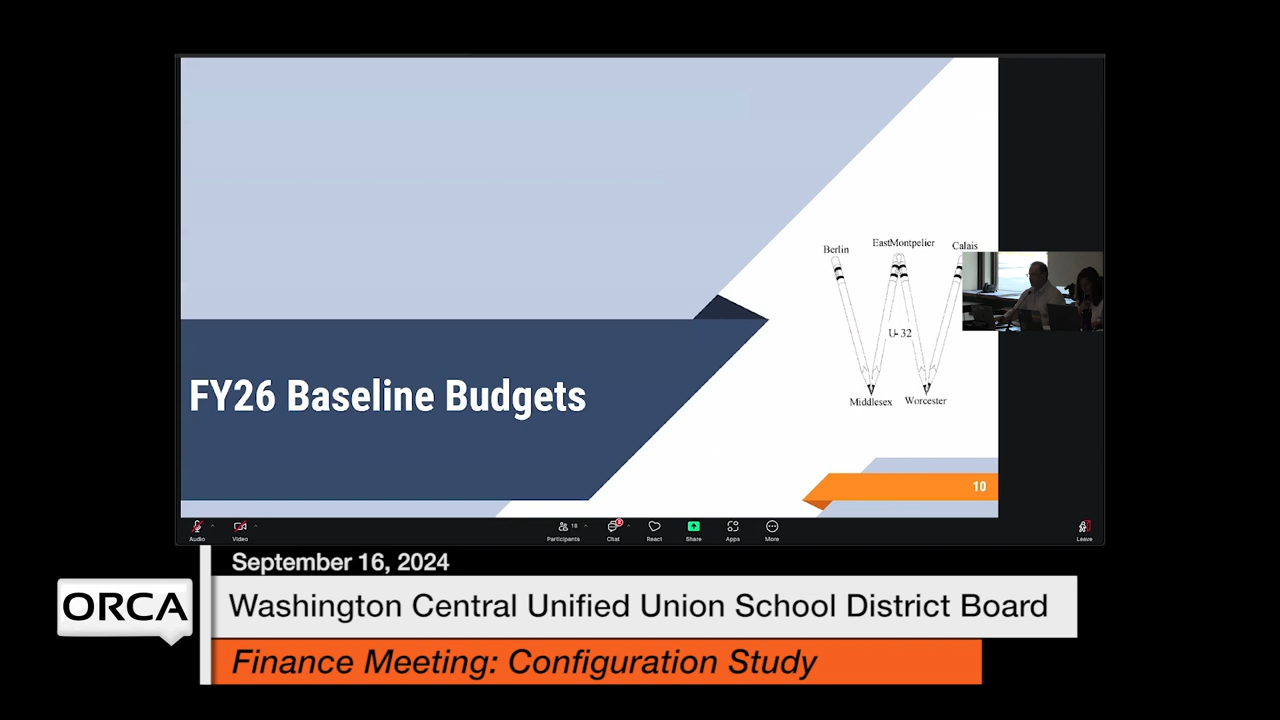 Berlin
EastMontpelier
Calais
U- 32
Middlesex
Worcester
FY26 Baseline Budgets
10
Audio
Video
Participants
18
Chat
React
Share
Apps
More
Leave
September 16, 2024
ORCA
Washington Central Unified Union School District Board
Finance Meeting: Configuration Study